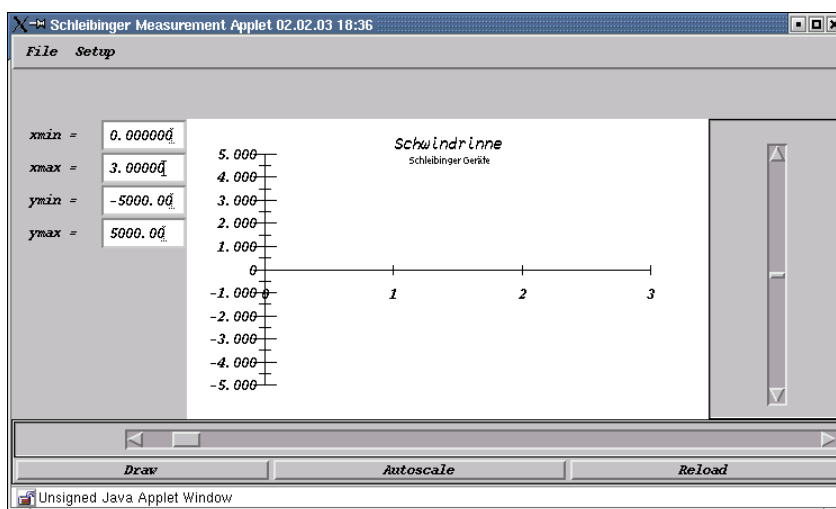 Schleibinger Measurement Applet 02.02.03 18:36
File Setup
xmin = 0.000000
xmax = 3.00000
ymin = -5000.00
ymax = 5000.00
Schwindrinne
Schleibinger Geräte
5.000
4.000
3.000
2.000
1.000
0
-1.000
-2.000
-3.000
-4.000
-5.000
0 1 2 3
Draw Autoscale Reload
Unsigned Java Applet Window